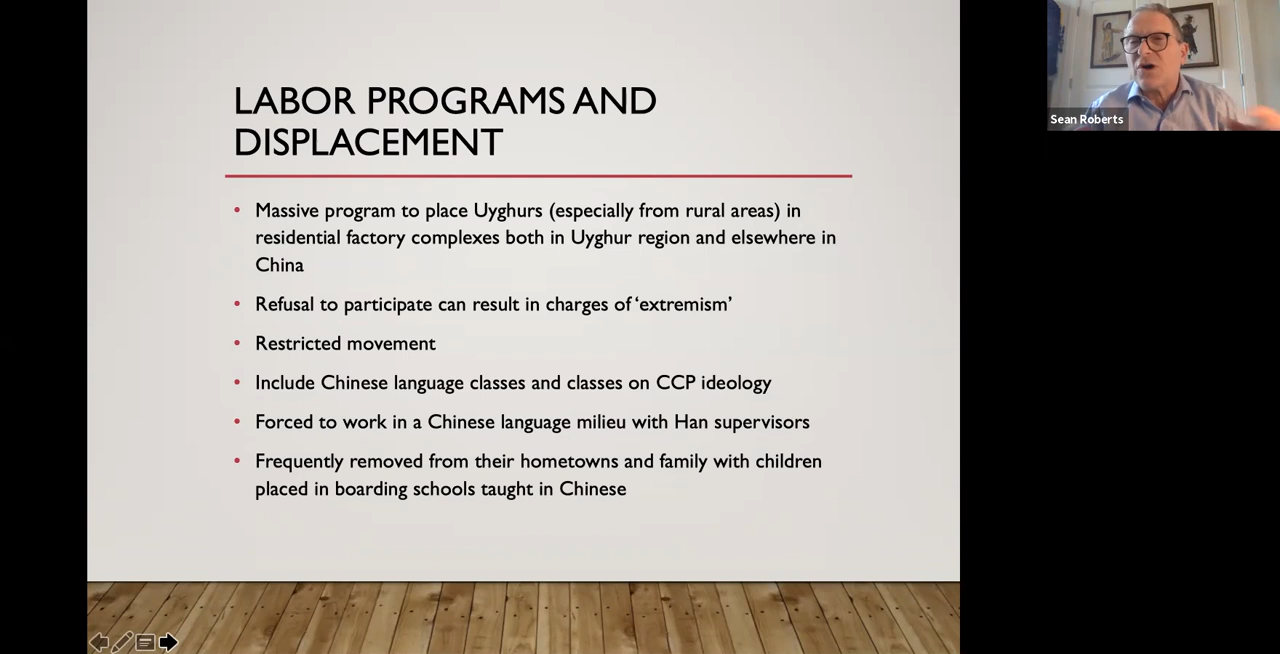 LABOR PROGRAMS AND
DISPLACEMENT
• Massive program to place Uyghurs (especially from rural areas) in
residential factory complexes both in Uyghur region and elsewhere in
China
• Refusal to participate can result in charges of ‘extremism’
• Restricted movement
• Include Chinese language classes and classes on CCP ideology
• Forced to work in a Chinese language milieu with Han supervisors
• Frequently removed from their hometowns and family with children
placed in boarding schools taught in Chinese
Sean Roberts